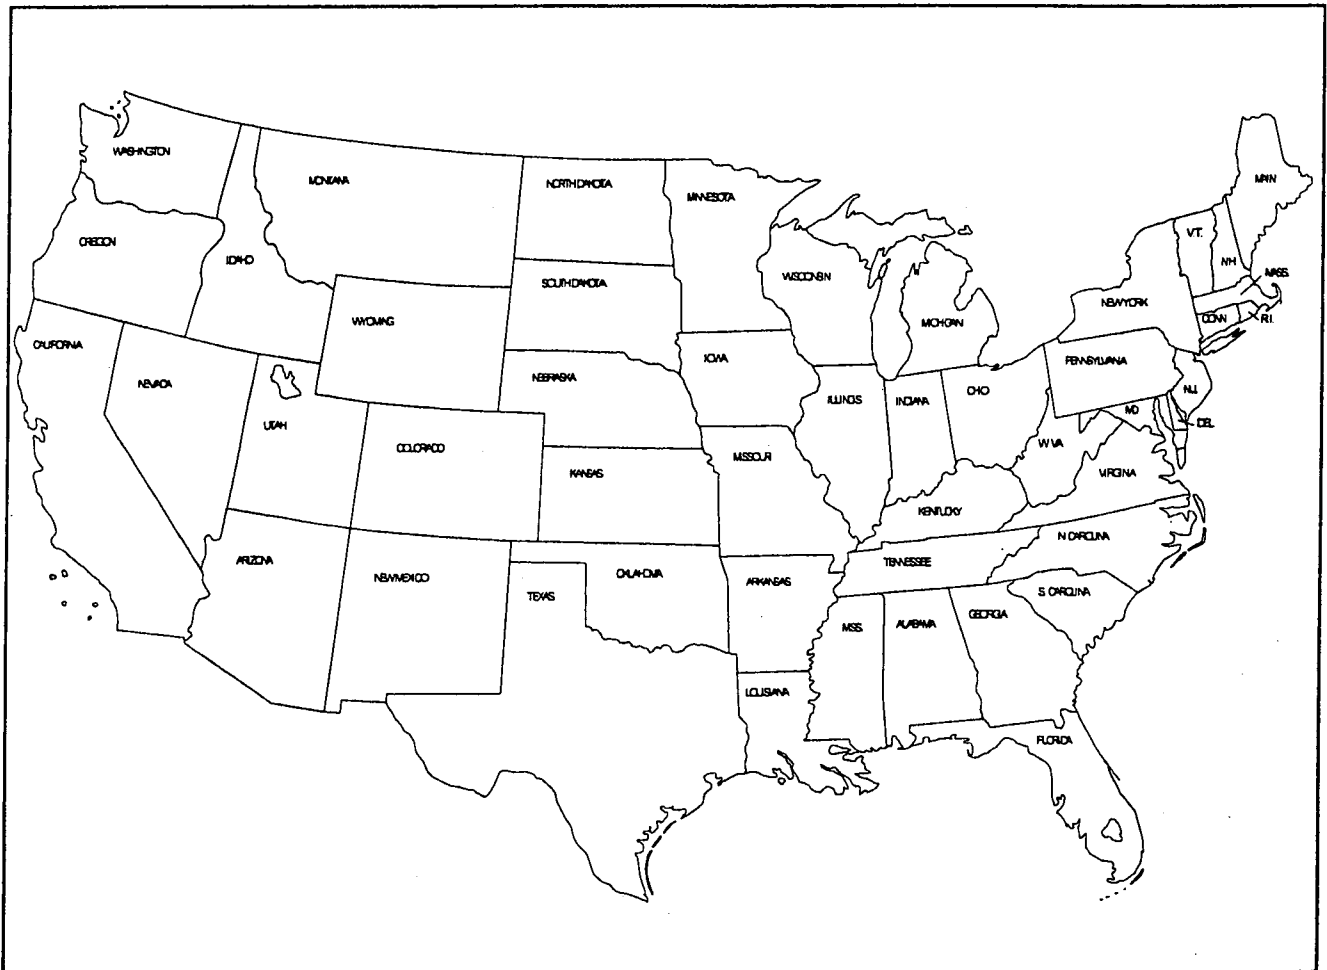 WASHINGTON
MONTANA
NORTH DAKOTA
MINNESOTA
MAIN
OREGON
IDAHO
V.T.
N.H.
WISCONSIN
MASS.
SOUTH DAKOTA
WYOMING
MICHIGAN
NEW YORK
CONN
R.I.
CALIFORNIA
NEVADA
IOWA
PENNSYLVANIA
NEBRASKA
ILLINOIS
INDIANA
OHIO
N.J.
UTAH
MD
DEL
COLORADO
W.VA
MISSOURI
KANSAS
VIRGINIA
KENTUCKY
ARIZONA
NEW MEXICO
OKLAHOMA
ARKANSAS
TENNESSEE
N CAROLINA
TEXAS
S. CAROLINA
MISS.
ALABAMA
GEORGIA
LOUISIANA
FLORIDA